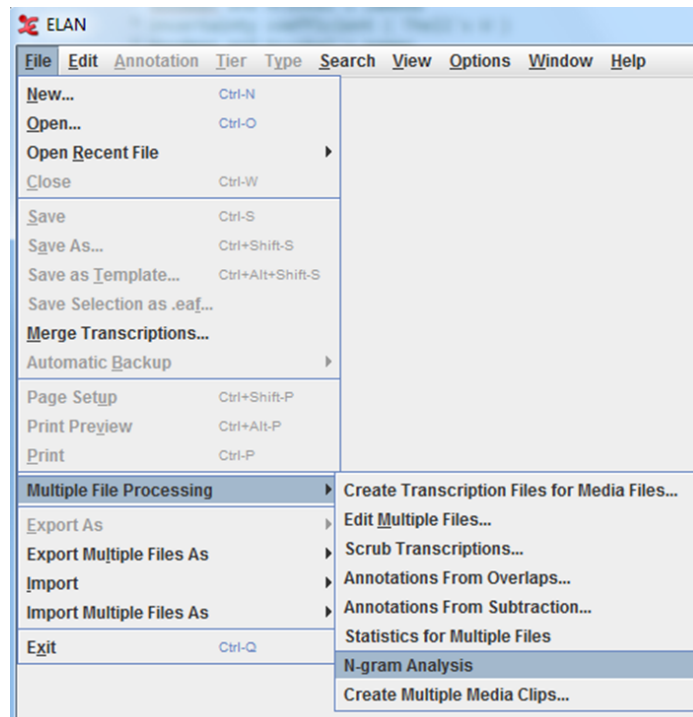 ELAN
File Edit Annotation Tier Type Search View Options Window Help
New... Ctrl-N
Open... Ctrl-O
Open Recent File
Close Ctrl-W
Save Ctrl-S
Save As... Ctrl+Shift-S
Save as Template... Ctrl+Alt+Shift-S
Save Selection as .eaf...
Merge Transcriptions...
Automatic Backup
Page Setup Ctrl+Shift-P
Print Preview Ctrl+Alt-P
Print Ctrl-P
Multiple File Processing
Export As
Export Multiple Files As
Import
Import Multiple Files As
Exit Ctrl-Q
Create Transcription Files for Media Files...
Edit Multiple Files...
Scrub Transcriptions...
Annotations From Overlaps...
Annotations From Subtraction...
Statistics for Multiple Files
N-gram Analysis
Create Multiple Media Clips...